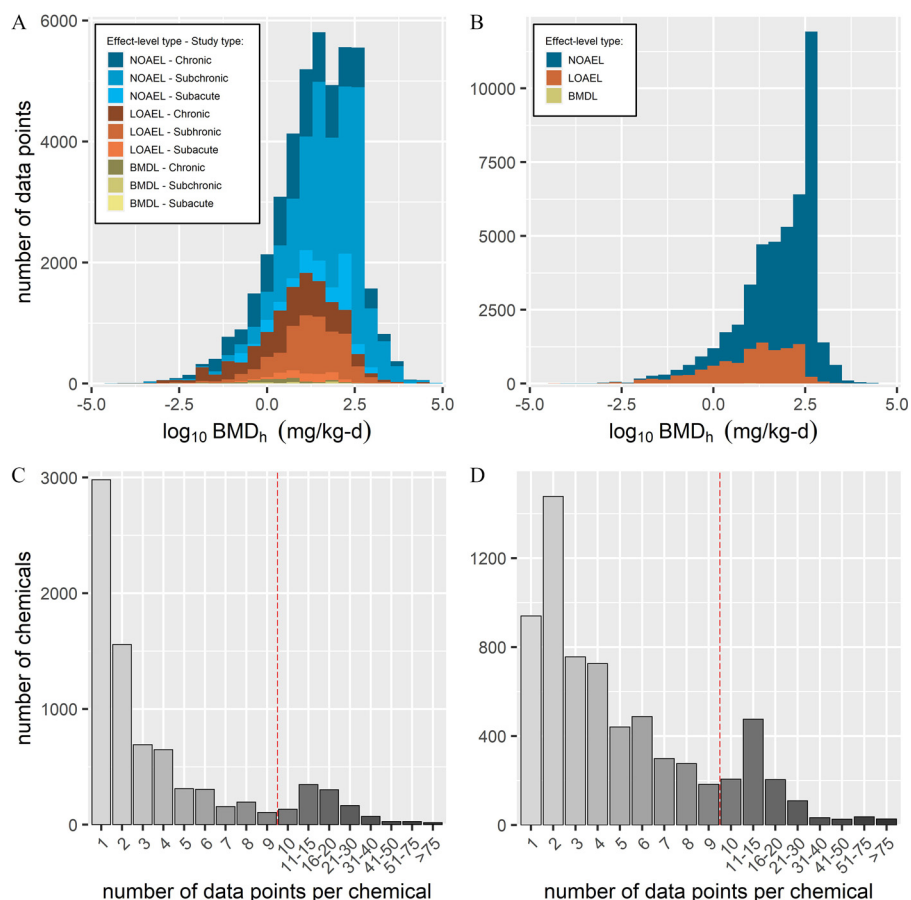 A
Effect-level type - Study type:
NOAEL - Chronic
NOAEL - Subchronic
NOAEL - Subacute
LOAEL - Chronic
LOAEL - Subhronic
LOAEL - Subacute
BMDL - Chronic
BMDL - Subchronic
BMDL - Subacute
6000
4000
2000
0
number of data points
-5.0 -2.5 0.0 2.5 5.0
log10 BMDh (mg/kg-d)
B
Effect-level type:
NOAEL
LOAEL
BMDL
10000
7500
5000
2500
0
-5.0 -2.5 0.0 2.5 5.0
log10 BMDh (mg/kg-d)
C
3000
2000
1000
0
number of chemicals
1 2 3 4 5 6 7 8 9 10 11-15 16-20 21-30 31-40 41-50 51-75 >75
number of data points per chemical
D
1200
800
400
0
1 2 3 4 5 6 7 8 9 10 11-15 16-20 21-30 31-40 41-50 51-75 >75
number of data points per chemical